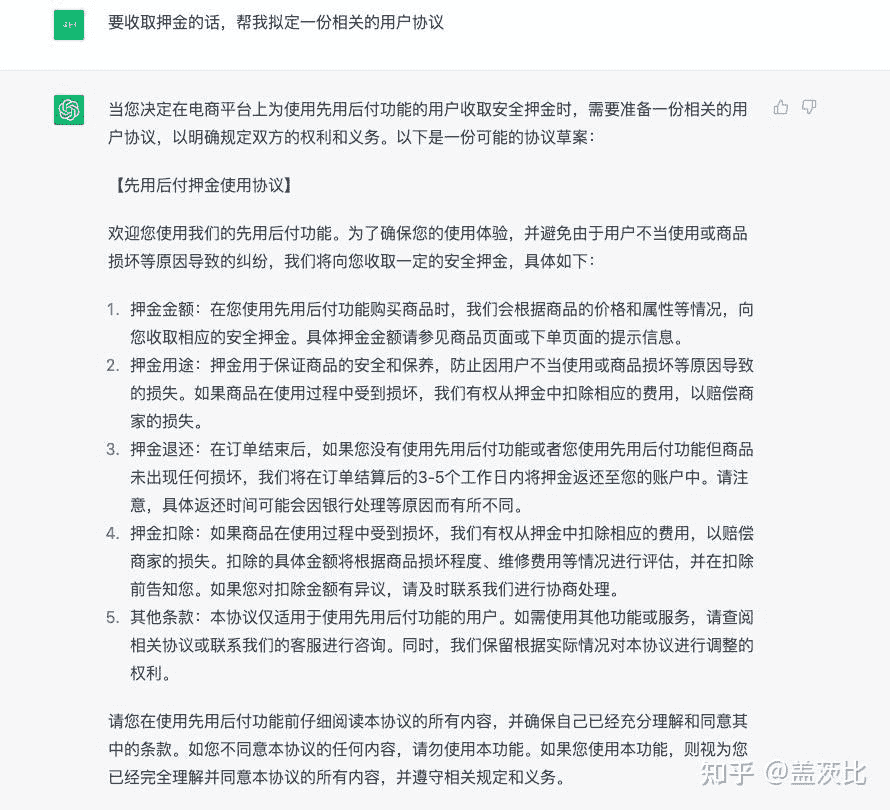 要收取押金的话，帮我拟定一份相关的用户协议
当您决定在电商平台上为使用先用后付功能的用户收取安全押金时，需要准备一份相关的用
户协议，以明确规定双方的权利和义务。以下是一份可能的协议草案：
【先用后付押金使用协议】
欢迎您使用我们的先用后付功能。为了确保您的使用体验，并避免由于用户不当使用或商品
损坏等原因导致的纠纷，我们将向您收取一定的安全押金，具体如下：
1. 押金金额：在您使用先用后付功能购买商品时，我们会根据商品的价格和属性等情况，向
您收取相应的安全押金。具体押金金额请参见商品页面或下单页面的提示信息。
2. 押金用途：押金用于保证商品的安全和保养，防止因用户不当使用或商品损坏等原因导致
的损失。如果商品在使用过程中受到损坏，我们有权从押金中扣除相应的费用，以赔偿商
家的损失。
3. 押金退还：在订单结束后，如果您没有使用先用后付功能或者您使用先用后付功能但商品
未出现任何损坏，我们将在订单结算后的3-5个工作日内将押金返还至您的账户中。请注
意，具体返还时间可能会因银行处理等原因而有所不同。
4. 押金扣除：如果商品在使用过程中受到损坏，我们有权从押金中扣除相应的费用，以赔偿
商家的损失。扣除的具体金额将根据商品损坏程度、维修费用等情况进行评估，并在扣除
前告知您。如果您对扣除金额有异议，请及时联系我们进行协商处理。
5. 其他条款：本协议仅适用于使用先用后付功能的用户。如需使用其他功能或服务，请查阅
相关协议或联系我们的客服进行咨询。同时，我们保留根据实际情况对本协议进行调整的
权利。
请您在使用先用后付功能前仔细阅读本协议的所有内容，并确保自己已经充分理解和同意其
中的条款。如您不同意本协议的任何内容，请勿使用本功能。如果您使用本功能，则视为您
已经完全理解并同意本协议的所有内容，并遵守相关规定和义务。
知乎 @盖茨比